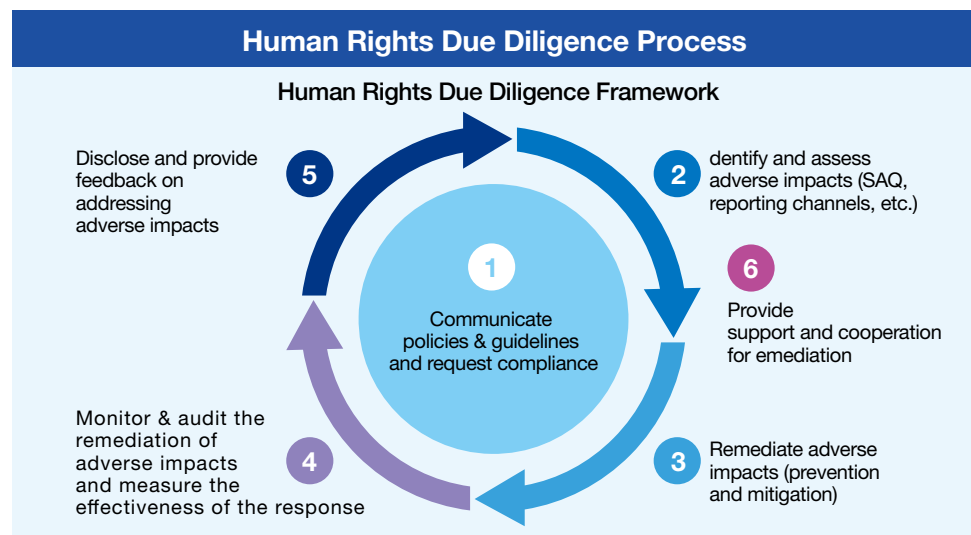 Human Rights Due Diligence Process
Human Rights Due Diligence Framework
1
Communicate
policies & guidelines
and request compliance
2
dentify and assess
adverse impacts (SAQ,
reporting channels, etc.)
6
Provide
support and cooperation
for emediation
3
Remediate adverse
impacts (prevention
and mitigation)
4
Monitor & audit the
remediation of
adverse impacts
and measure the
effectiveness of the response
5
Disclose and provide
feedback on
addressing
adverse impacts